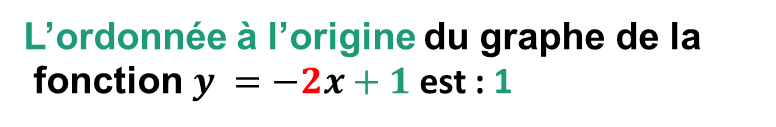 L’ordonnée à l’origine du graphe de la
fonction y = −2x + 1 est : 1